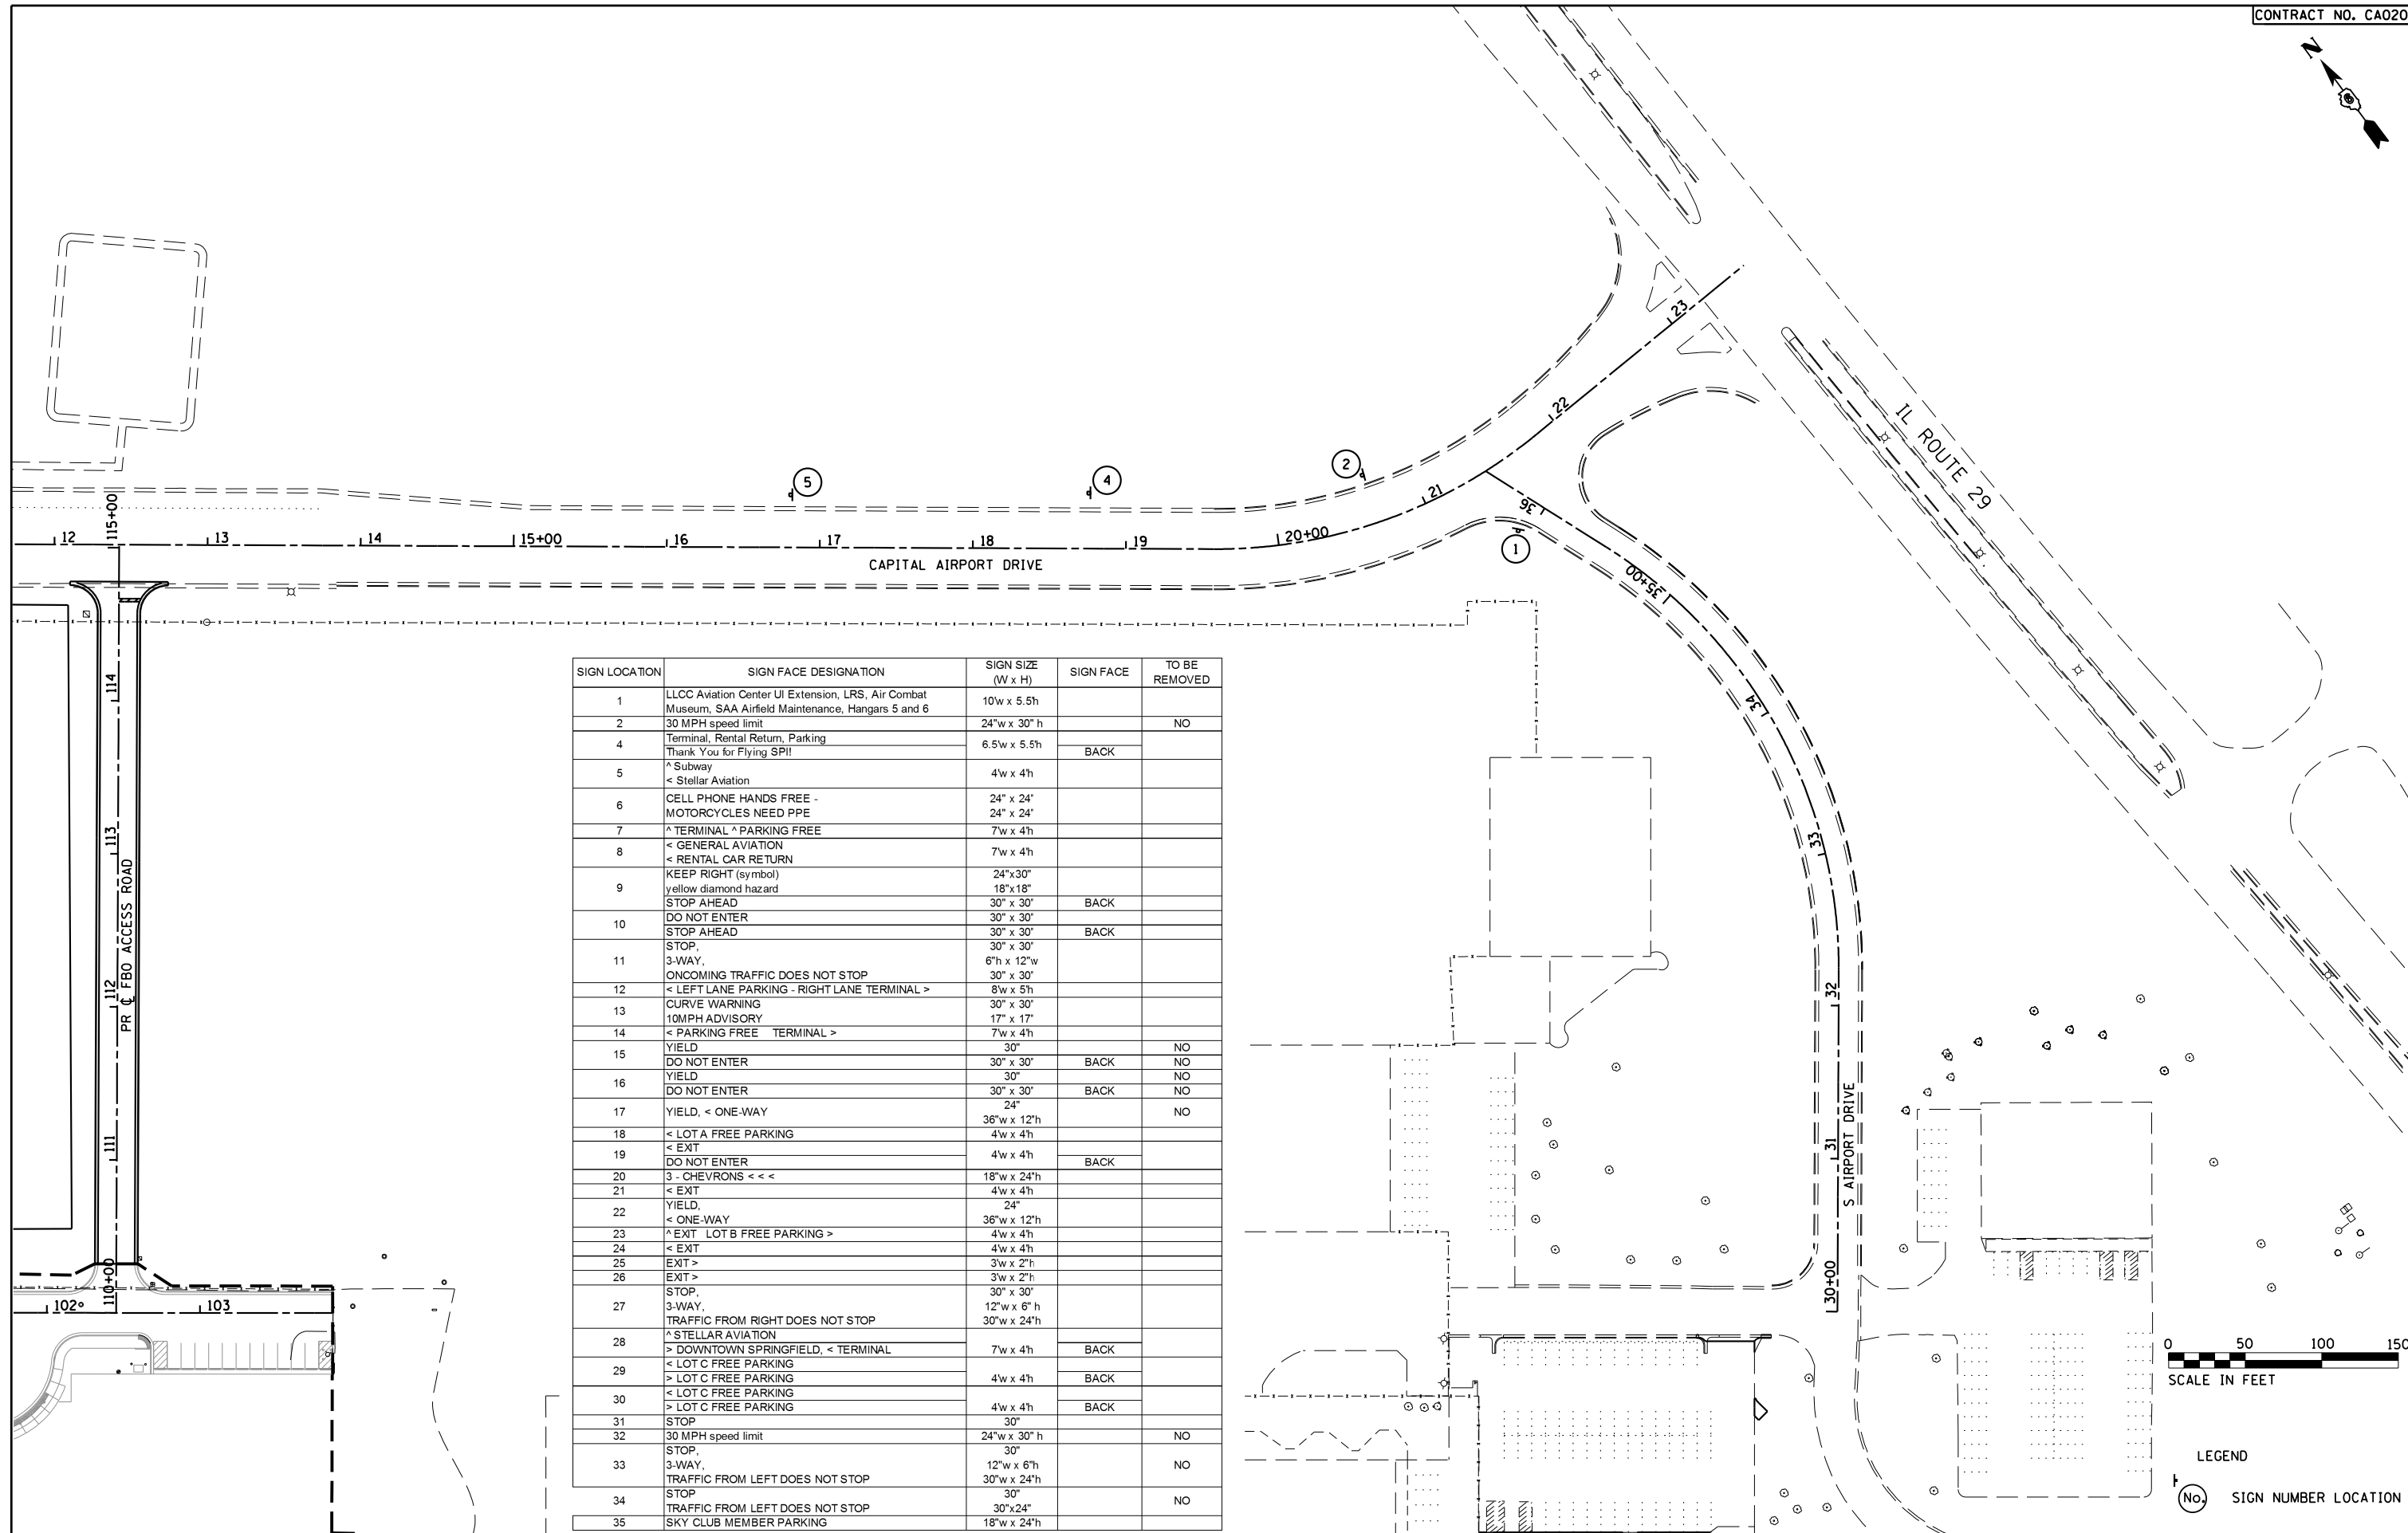 CONTRACT NO. CA020
N
IL ROUTE 29
23
22
21
20+00
19
18
17
16
15+00
14
13
12
115+00
5
4
2
1
36
35+00
34
33
32
31
30+00
CAPITAL AIRPORT DRIVE
S AIRPORT DRIVE
114
113
112
111
110+00
PR ℄ FBO ACCESS ROAD
102
103
SIGN LOCATION SIGN FACE DESIGNATION SIGN SIZE (W x H) SIGN FACE TO BE REMOVED
1 LLCC Aviation Center UI Extension, LRS, Air Combat 10'w x 5.5'h
Museum, SAA Airfield Maintenance, Hangars 5 and 6
2 30 MPH speed limit 24"w x 30" h NO
4 Terminal, Rental Return, Parking 6.5'w x 5.5'h
Thank You for Flying SPI! BACK
5 ^ Subway 4'w x 4'h
< Stellar Aviation
6 CELL PHONE HANDS FREE - 24" x 24"
MOTORCYCLES NEED PPE 24" x 24"
7 ^ TERMINAL ^ PARKING FREE 7'w x 4'h
8 < GENERAL AVIATION 7'w x 4'h
< RENTAL CAR RETURN
9 KEEP RIGHT (symbol) 24"x30"
yellow diamond hazard 18"x18"
STOP AHEAD 30" x 30" BACK
10 DO NOT ENTER 30" x 30"
STOP AHEAD 30" x 30" BACK
11 STOP, 30" x 30"
3-WAY, 6"h x 12"w
ONCOMING TRAFFIC DOES NOT STOP 30" x 30"
12 < LEFT LANE PARKING - RIGHT LANE TERMINAL > 8'w x 5'h
13 CURVE WARNING 30" x 30"
10MPH ADVISORY 17" x 17"
14 < PARKING FREE TERMINAL > 7'w x 4'h
15 YIELD 30" NO
DO NOT ENTER 30" x 30" BACK NO
16 YIELD 30" NO
DO NOT ENTER 30" x 30" BACK NO
17 YIELD, < ONE-WAY 24" NO
36"w x 12"h
18 < LOT A FREE PARKING 4'w x 4'h
19 < EXIT 4'w x 4'h
DO NOT ENTER BACK
20 3 - CHEVRONS < < < 18"w x 24"h
21 < EXIT 4'w x 4'h
22 YIELD, 24"
< ONE-WAY 36"w x 12"h
23 ^ EXIT LOT B FREE PARKING > 4'w x 4'h
24 < EXIT 4'w x 4'h
25 EXIT > 3'w x 2"h
26 EXIT > 3'w x 2"h
27 STOP, 30" x 30"
3-WAY, 12"w x 6" h
TRAFFIC FROM RIGHT DOES NOT STOP 30"w x 24"h
28 ^ STELLAR AVIATION
> DOWNTOWN SPRINGFIELD, < TERMINAL 7'w x 4'h BACK
29 < LOT C FREE PARKING
> LOT C FREE PARKING 4'w x 4'h BACK
30 < LOT C FREE PARKING
> LOT C FREE PARKING 4'w x 4'h BACK
31 STOP 30"
32 30 MPH speed limit 24"w x 30" h NO
33 STOP, 30" NO
3-WAY, 12"w x 6"h
TRAFFIC FROM LEFT DOES NOT STOP 30"w x 24"h
34 STOP 30" NO
TRAFFIC FROM LEFT DOES NOT STOP 30"x24"
35 SKY CLUB MEMBER PARKING 18"w x 24"h
0 50 100 150
SCALE IN FEET
LEGEND
No. SIGN NUMBER LOCATION